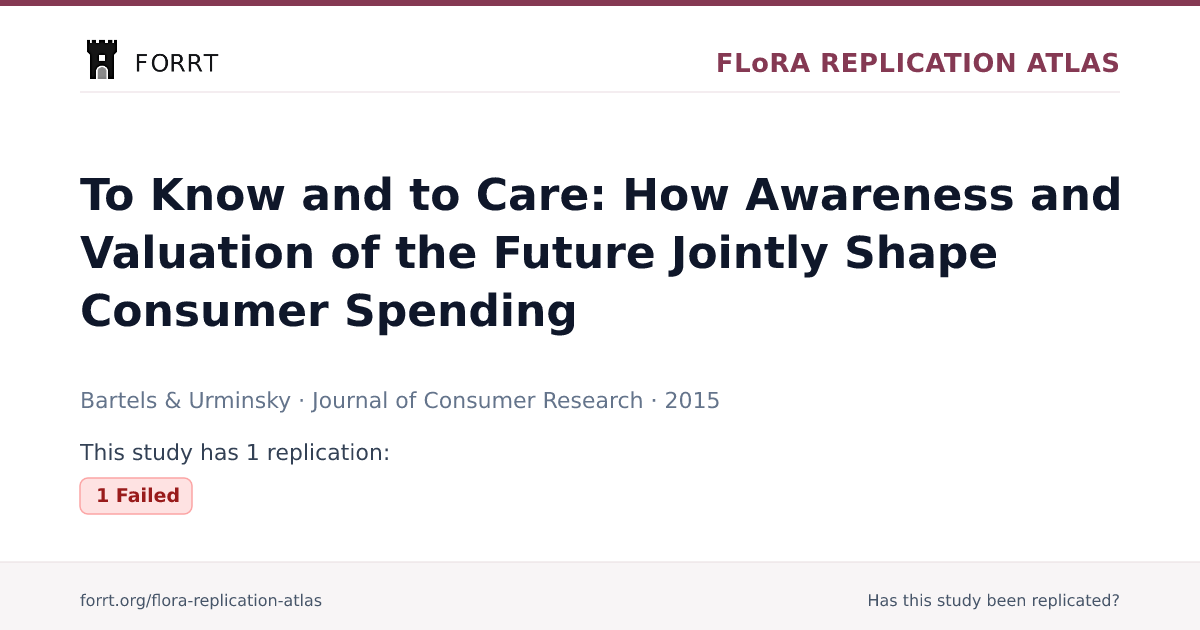 FORRT
FLoRA REPLICATION ATLAS
To Know and to Care: How Awareness and
Valuation of the Future Jointly Shape
Consumer Spending
Bartels & Urminsky · Journal of Consumer Research · 2015
This study has 1 replication:
1 Failed
forrt.org/flora-replication-atlas
Has this study been replicated?